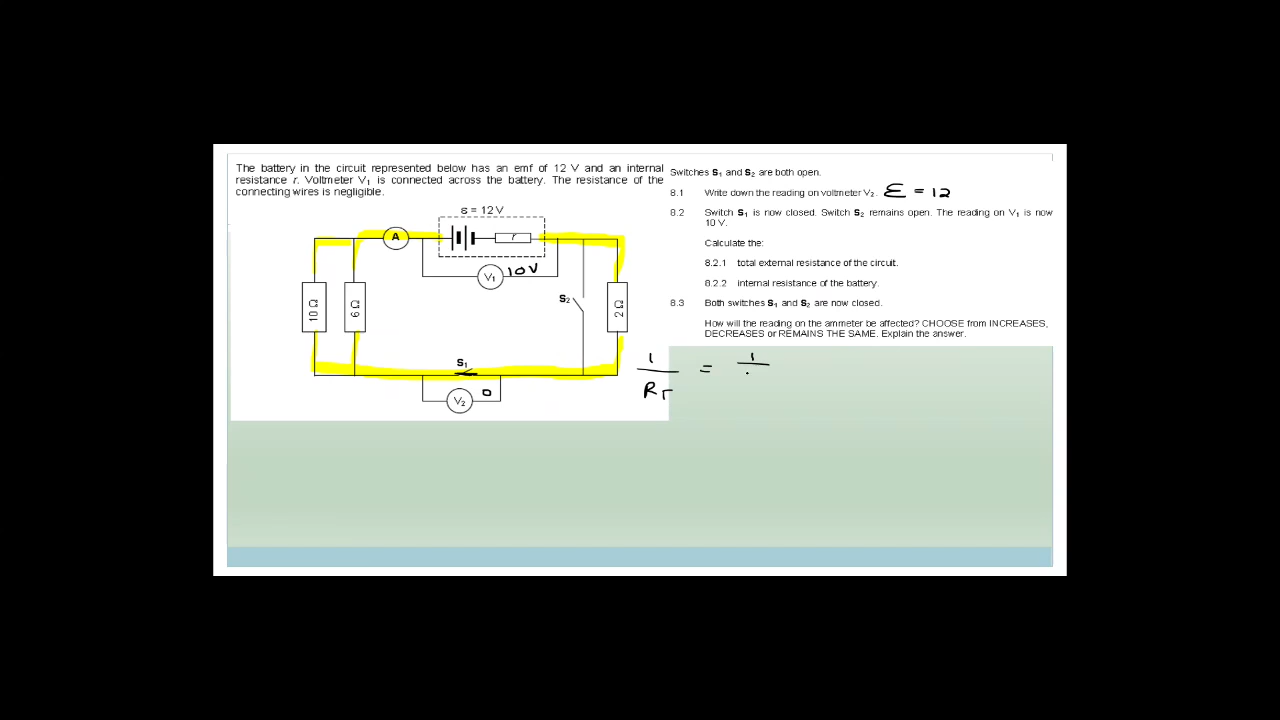 The battery in the circuit represented below has an emf of 12 V and an internal
resistance r. Voltmeter V₁ is connected across the battery. The resistance of the
connecting wires is negligible.
ε = 12 V
A
r
V₁ 10V
S₂
10 Ω
6 Ω
2 Ω
S₁
V₂ 0
Switches S₁ and S₂ are both open.
8.1 Write down the reading on voltmeter V₂. ε = 12
8.2 Switch S₁ is now closed. Switch S₂ remains open. The reading on V₁ is now
10 V.
Calculate the:
8.2.1 total external resistance of the circuit.
8.2.2 internal resistance of the battery.
8.3 Both switches S₁ and S₂ are now closed.
How will the reading on the ammeter be affected? CHOOSE from INCREASES,
DECREASES or REMAINS THE SAME. Explain the answer.
1 = 1
R